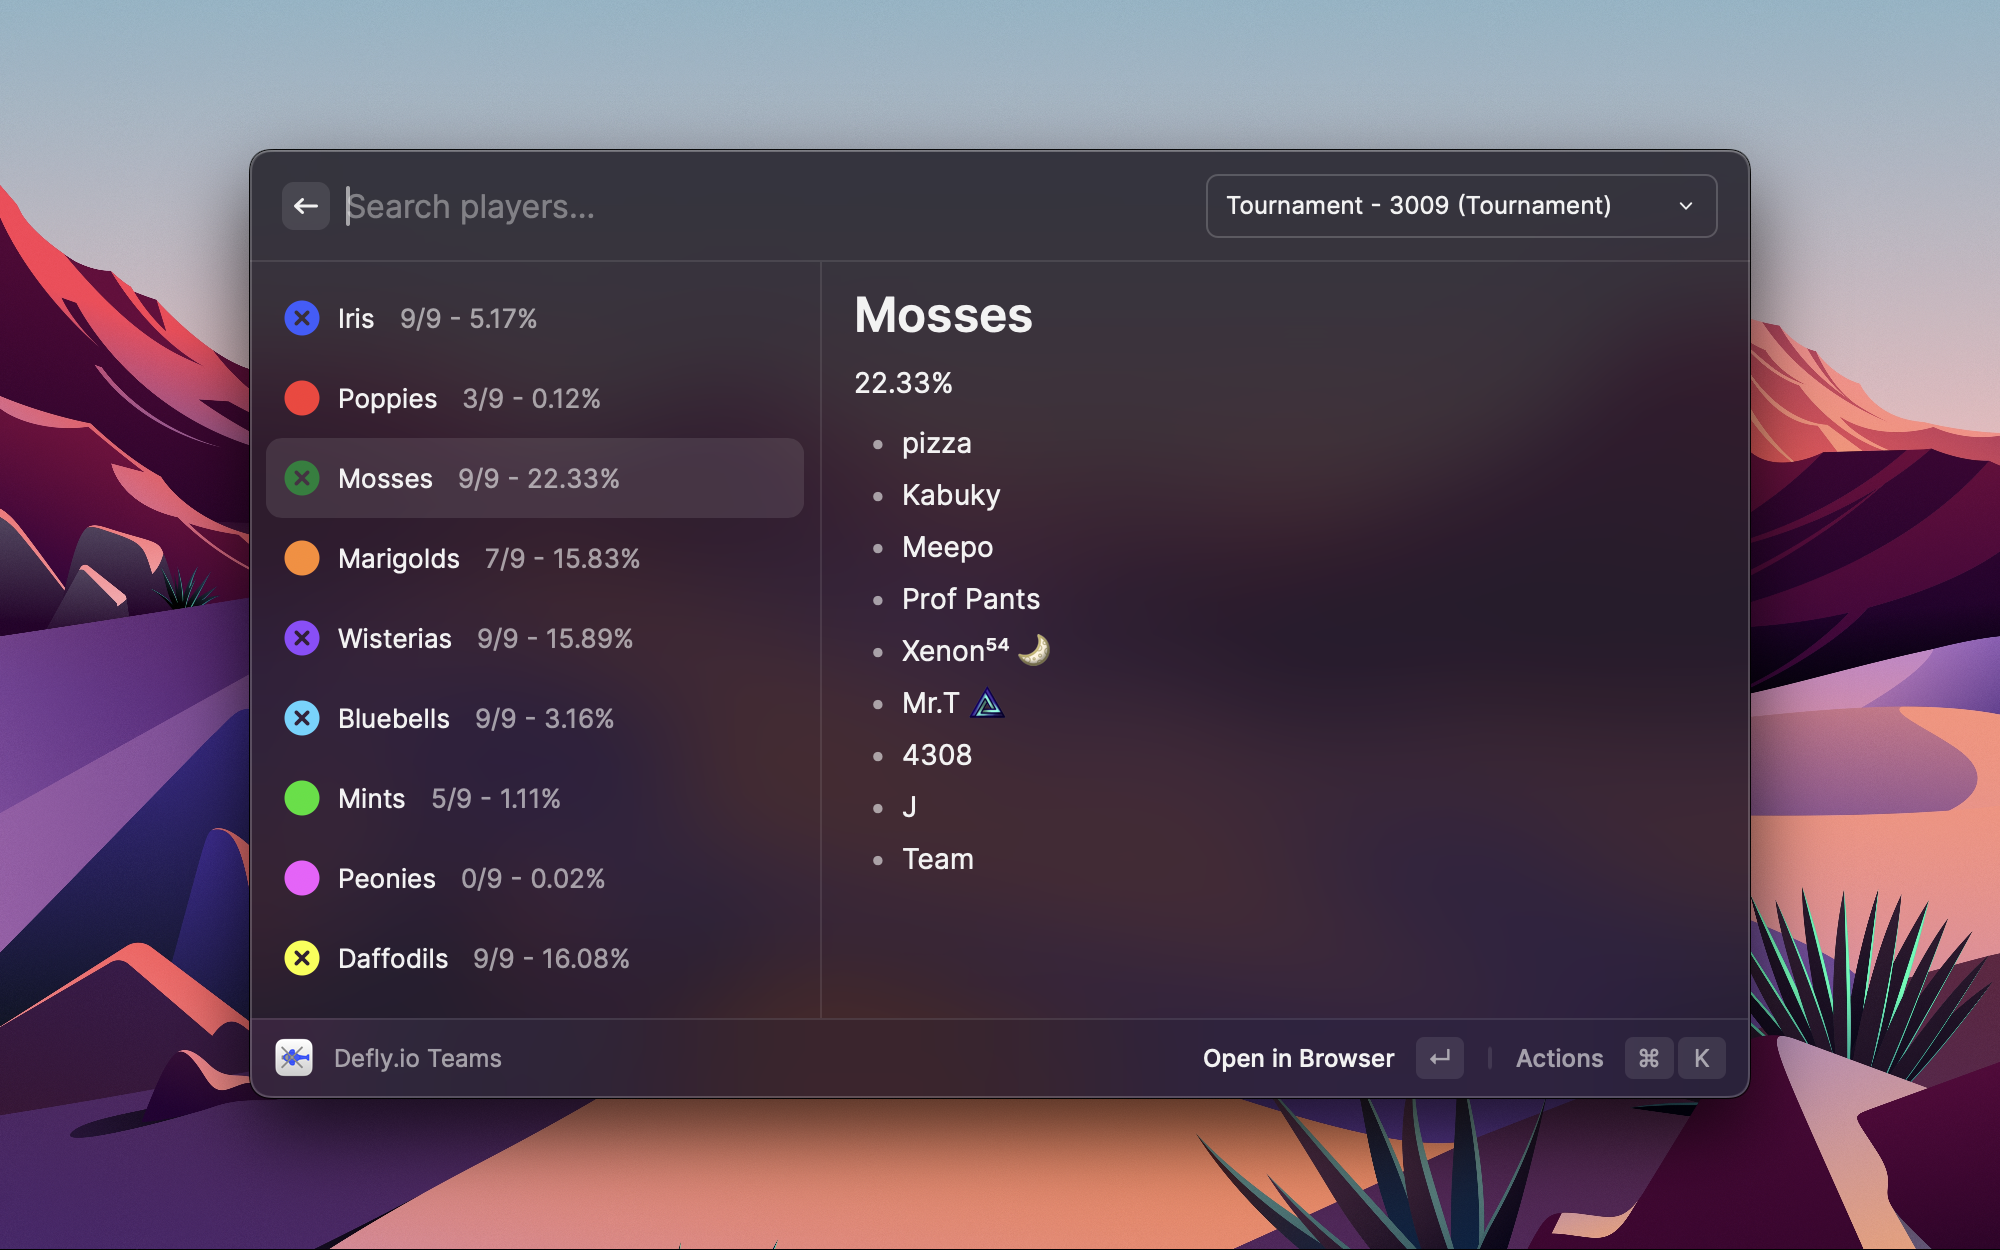 Search players...
Tournament - 3009 (Tournament)
Iris 9/9 - 5.17%
Poppies 3/9 - 0.12%
Mosses 9/9 - 22.33%
Marigolds 7/9 - 15.83%
Wisterias 9/9 - 15.89%
Bluebells 9/9 - 3.16%
Mints 5/9 - 1.11%
Peonies 0/9 - 0.02%
Daffodils 9/9 - 16.08%
Mosses
22.33%
pizza
Kabuky
Meepo
Prof Pants
Xenon⁵⁴ 🌛
Mr.T
4308
J
Team
Defly.io Teams
Open in Browser ↵ | Actions ⌘ K